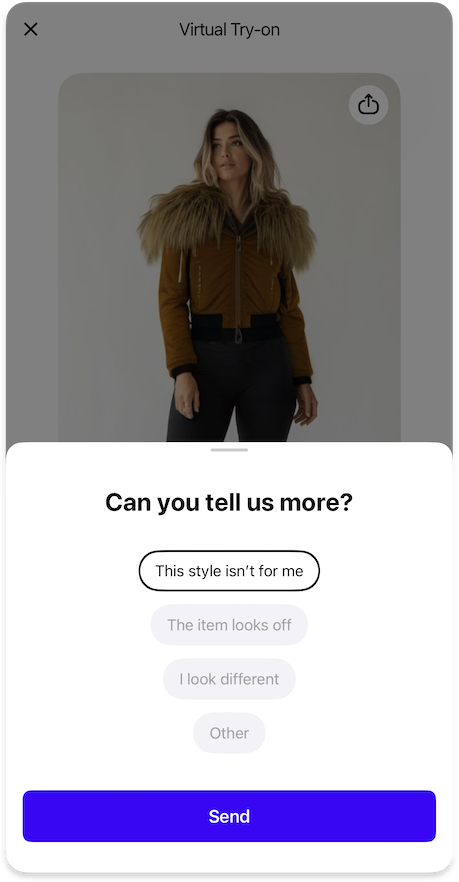 Virtual Try-on
Can you tell us more?
This style isn’t for me
The item looks off
I look different
Other
Send